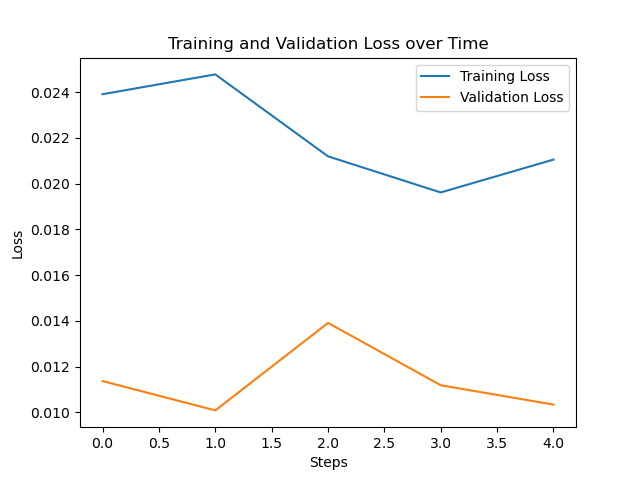 Training and Validation Loss over Time
Training Loss
Validation Loss
0.024
0.022
0.020
0.018
0.016
0.014
0.012
0.010
Loss
0.0 0.5 1.0 1.5 2.0 2.5 3.0 3.5 4.0
Steps